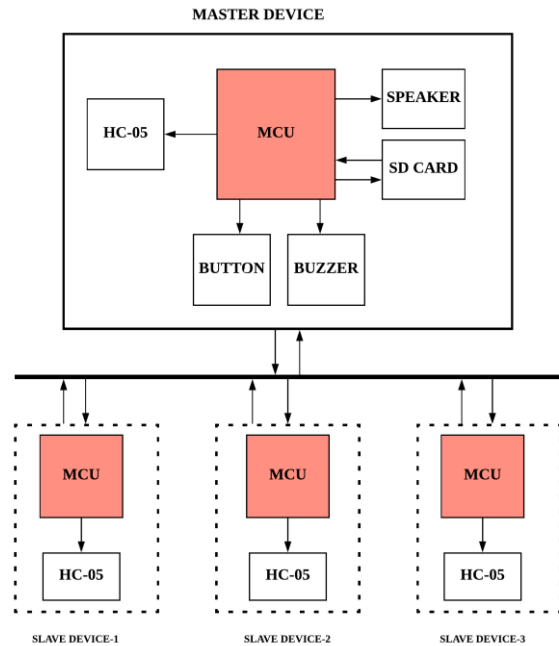 MASTER DEVICE
SPEAKER
HC-05
MCU
SD CARD
BUTTON
BUZZER
MCU
MCU
MCU
HC-05
HC-05
HC-05
SLAVE DEVICE-1
SLAVE DEVICE-2
SLAVE DEVICE-3